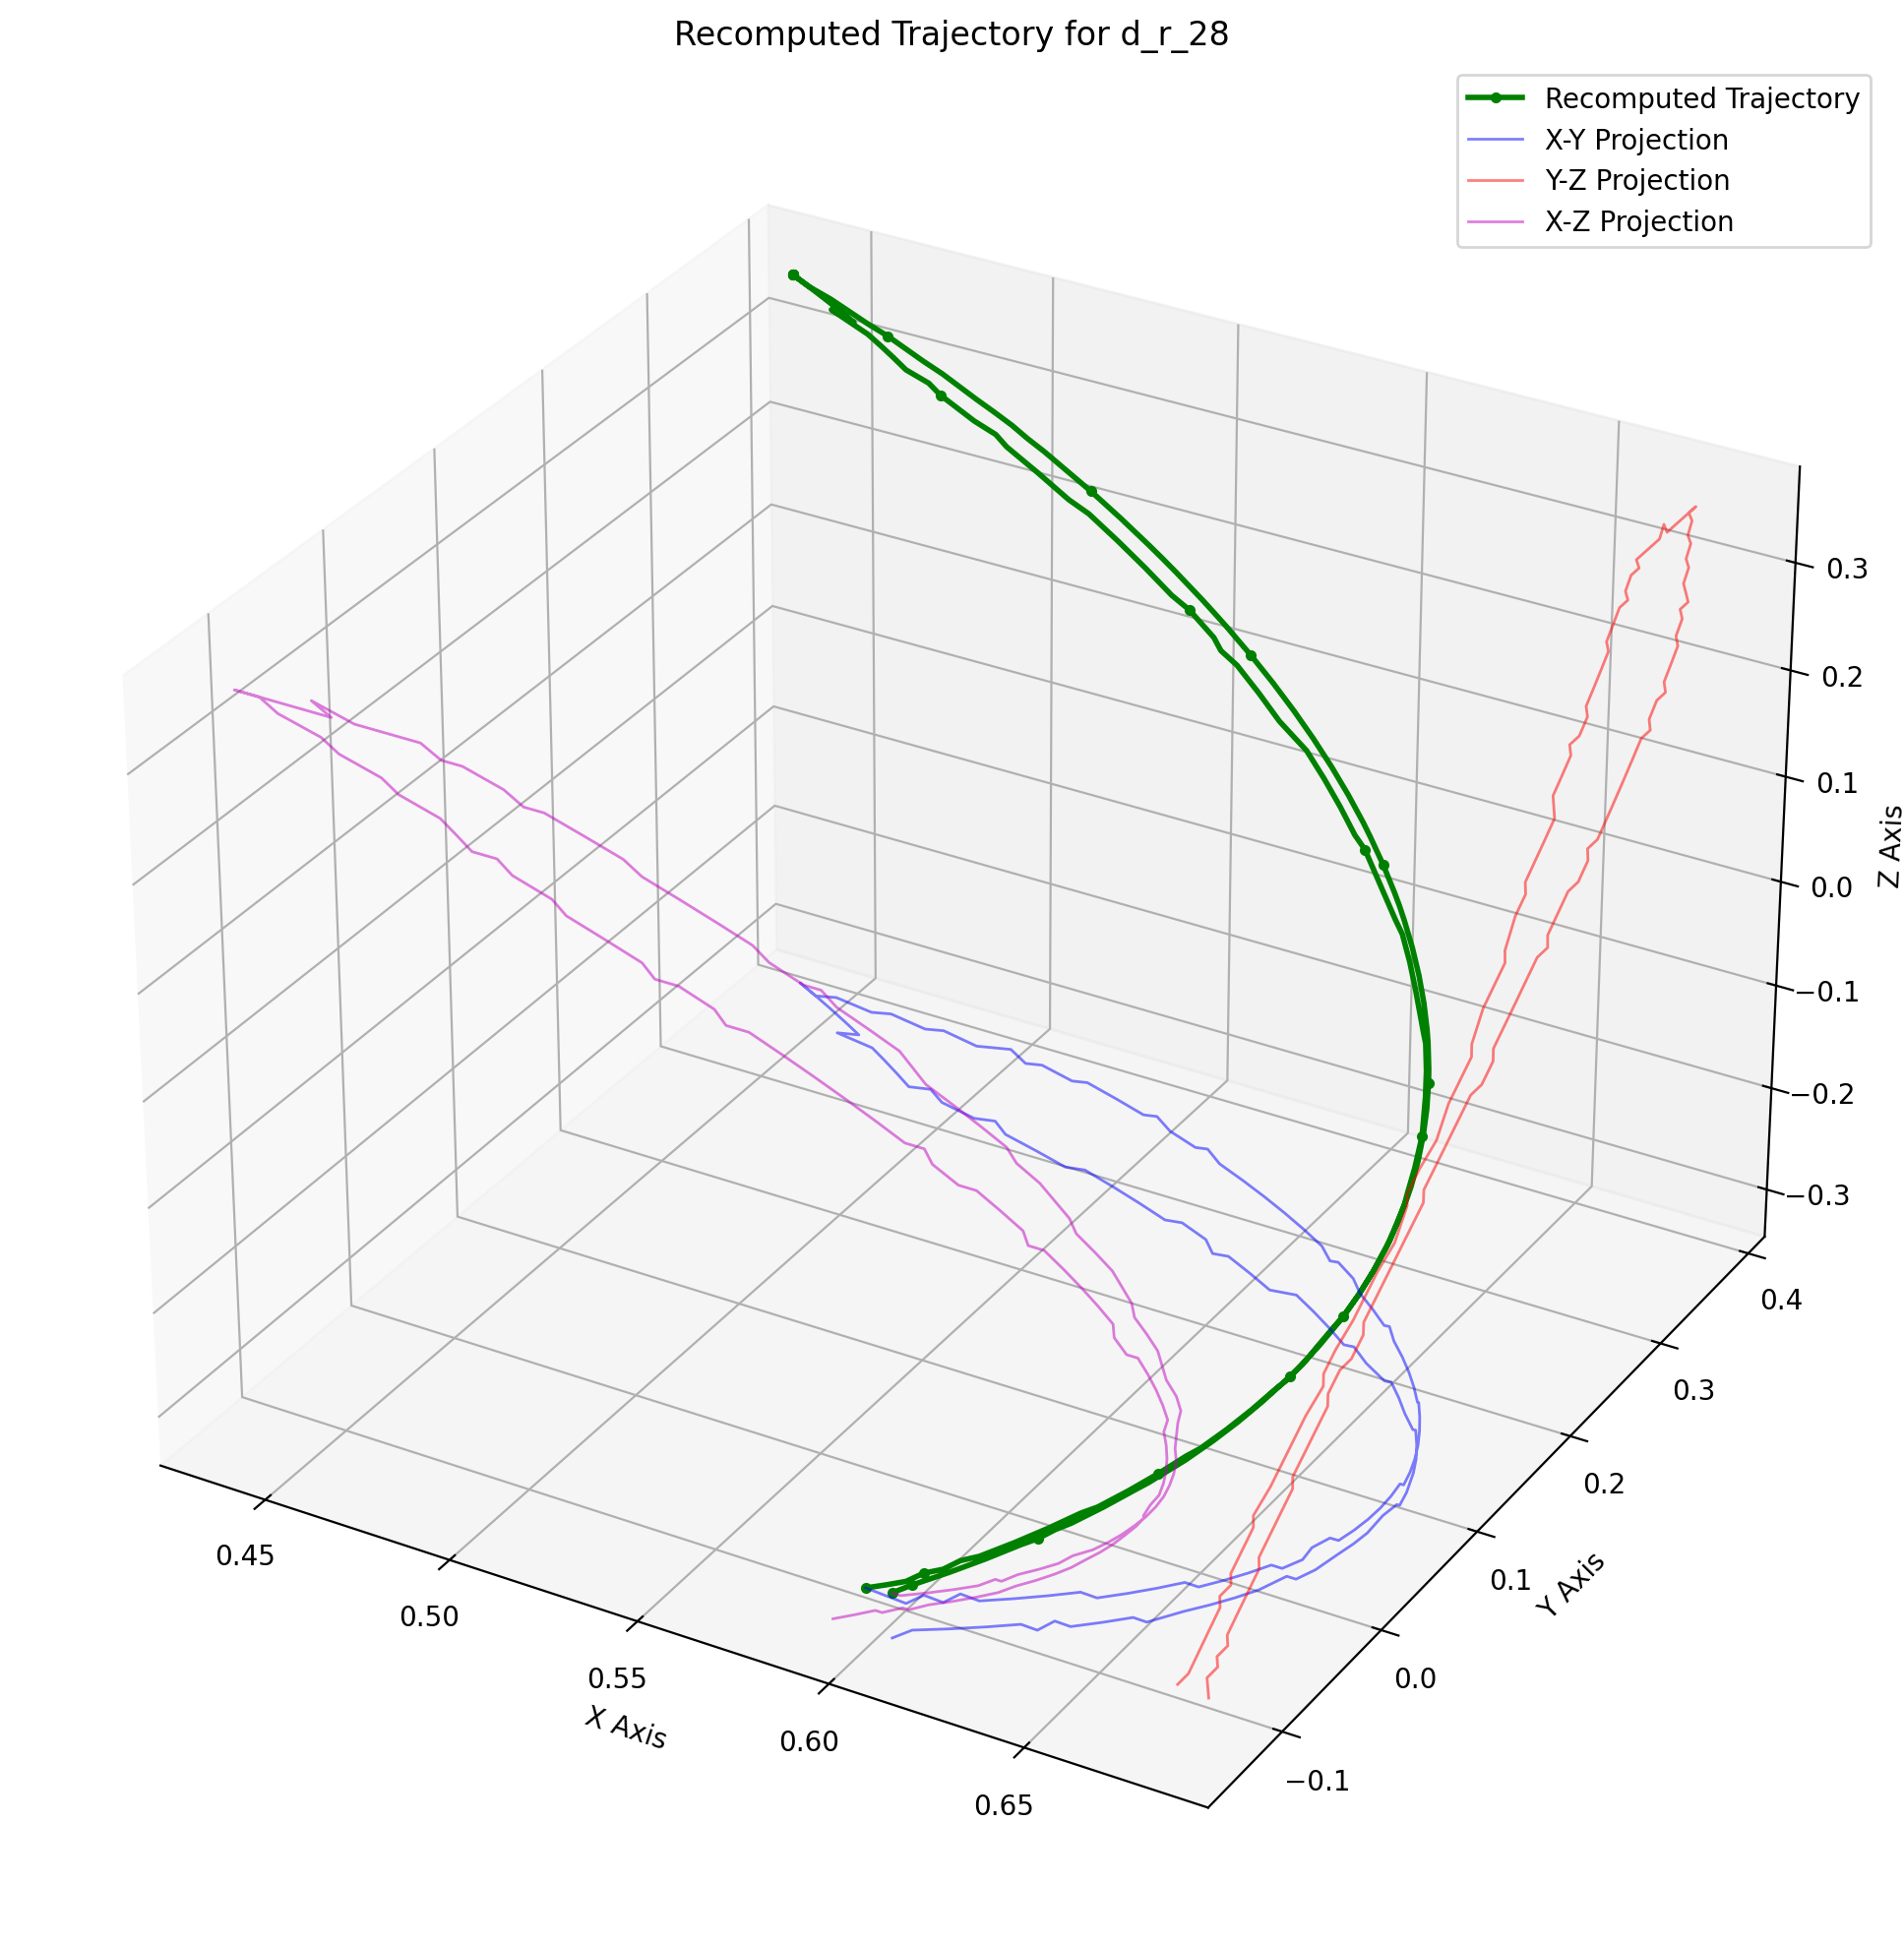 Recomputed Trajectory for d_r_28
Recomputed Trajectory
X-Y Projection
Y-Z Projection
X-Z Projection
0.3
0.2
0.1
0.0
−0.1
−0.2
−0.3
Z Axis
0.4
0.3
0.2
0.1
0.0
−0.1
Y Axis
0.45
0.50
0.55
0.60
0.65
X Axis